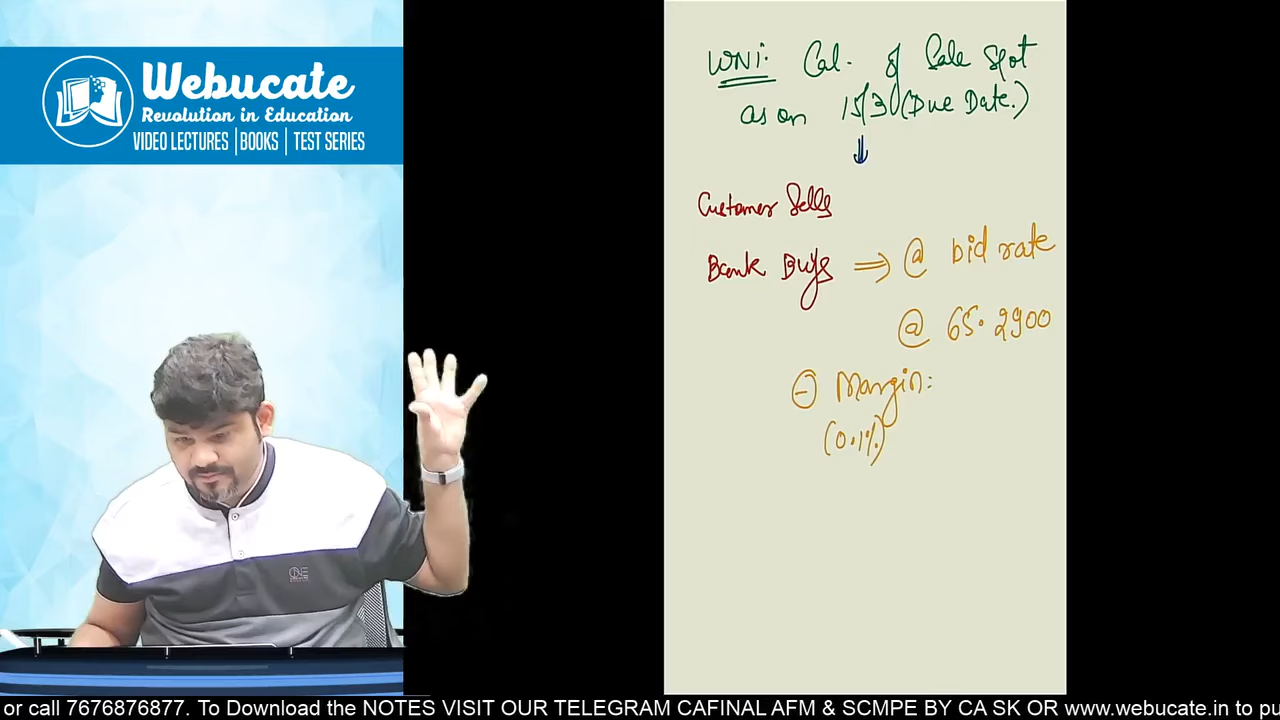 Webucate
Revolution in Education
VIDEO LECTURES | BOOKS | TEST SERIES
WN1: Cal. of Sale Spot
as on 15/3 (Due Date.)
Customer Sells
Bank Buys ⇒ @ bid rate
@ 65.2900
⊖ Margin:
(0.1%)
or call 7676876877. To Download the NOTES VISIT OUR TELEGRAM CAFINAL AFM & SCMPE BY CA SK OR www.webucate.in to pu